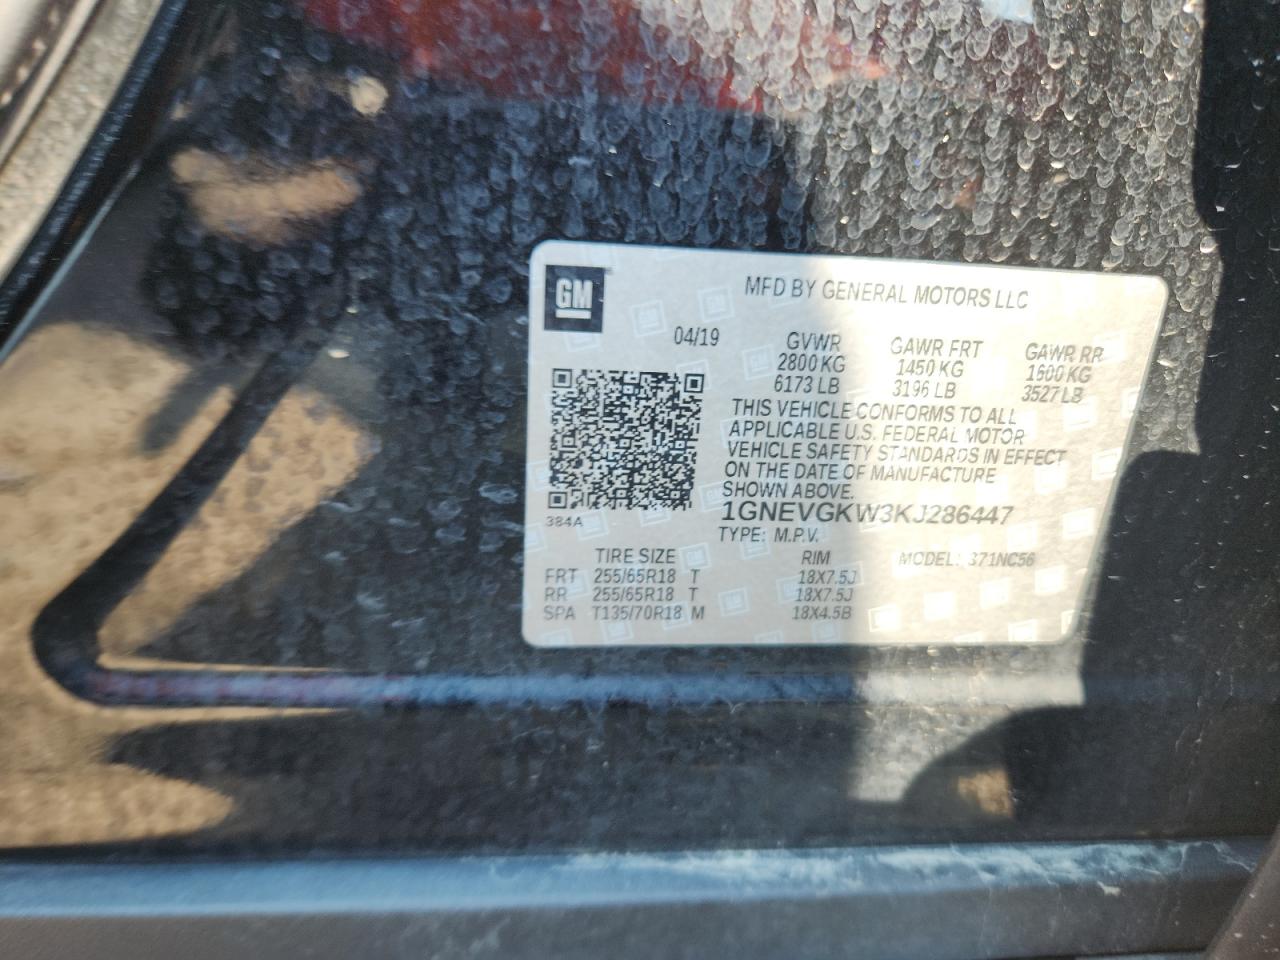 GM
MFD BY GENERAL MOTORS LLC
04/19 GVWR GAWR FRT GAWR RR
2800 KG 1450 KG 1600 KG
6173 LB 3196 LB 3527 LB
THIS VEHICLE CONFORMS TO ALL
APPLICABLE U.S. FEDERAL MOTOR
VEHICLE SAFETY STANDARDS IN EFFECT
ON THE DATE OF MANUFACTURE
SHOWN ABOVE.
1GNEVGKW3KJ286447
384A
TYPE: M.P.V.
TIRE SIZE RIM MODEL: 371NC56
FRT 255/65R18 T 18X7.5J
RR 255/65R18 T 18X7.5J
SPA T135/70R18 M 18X4.5B